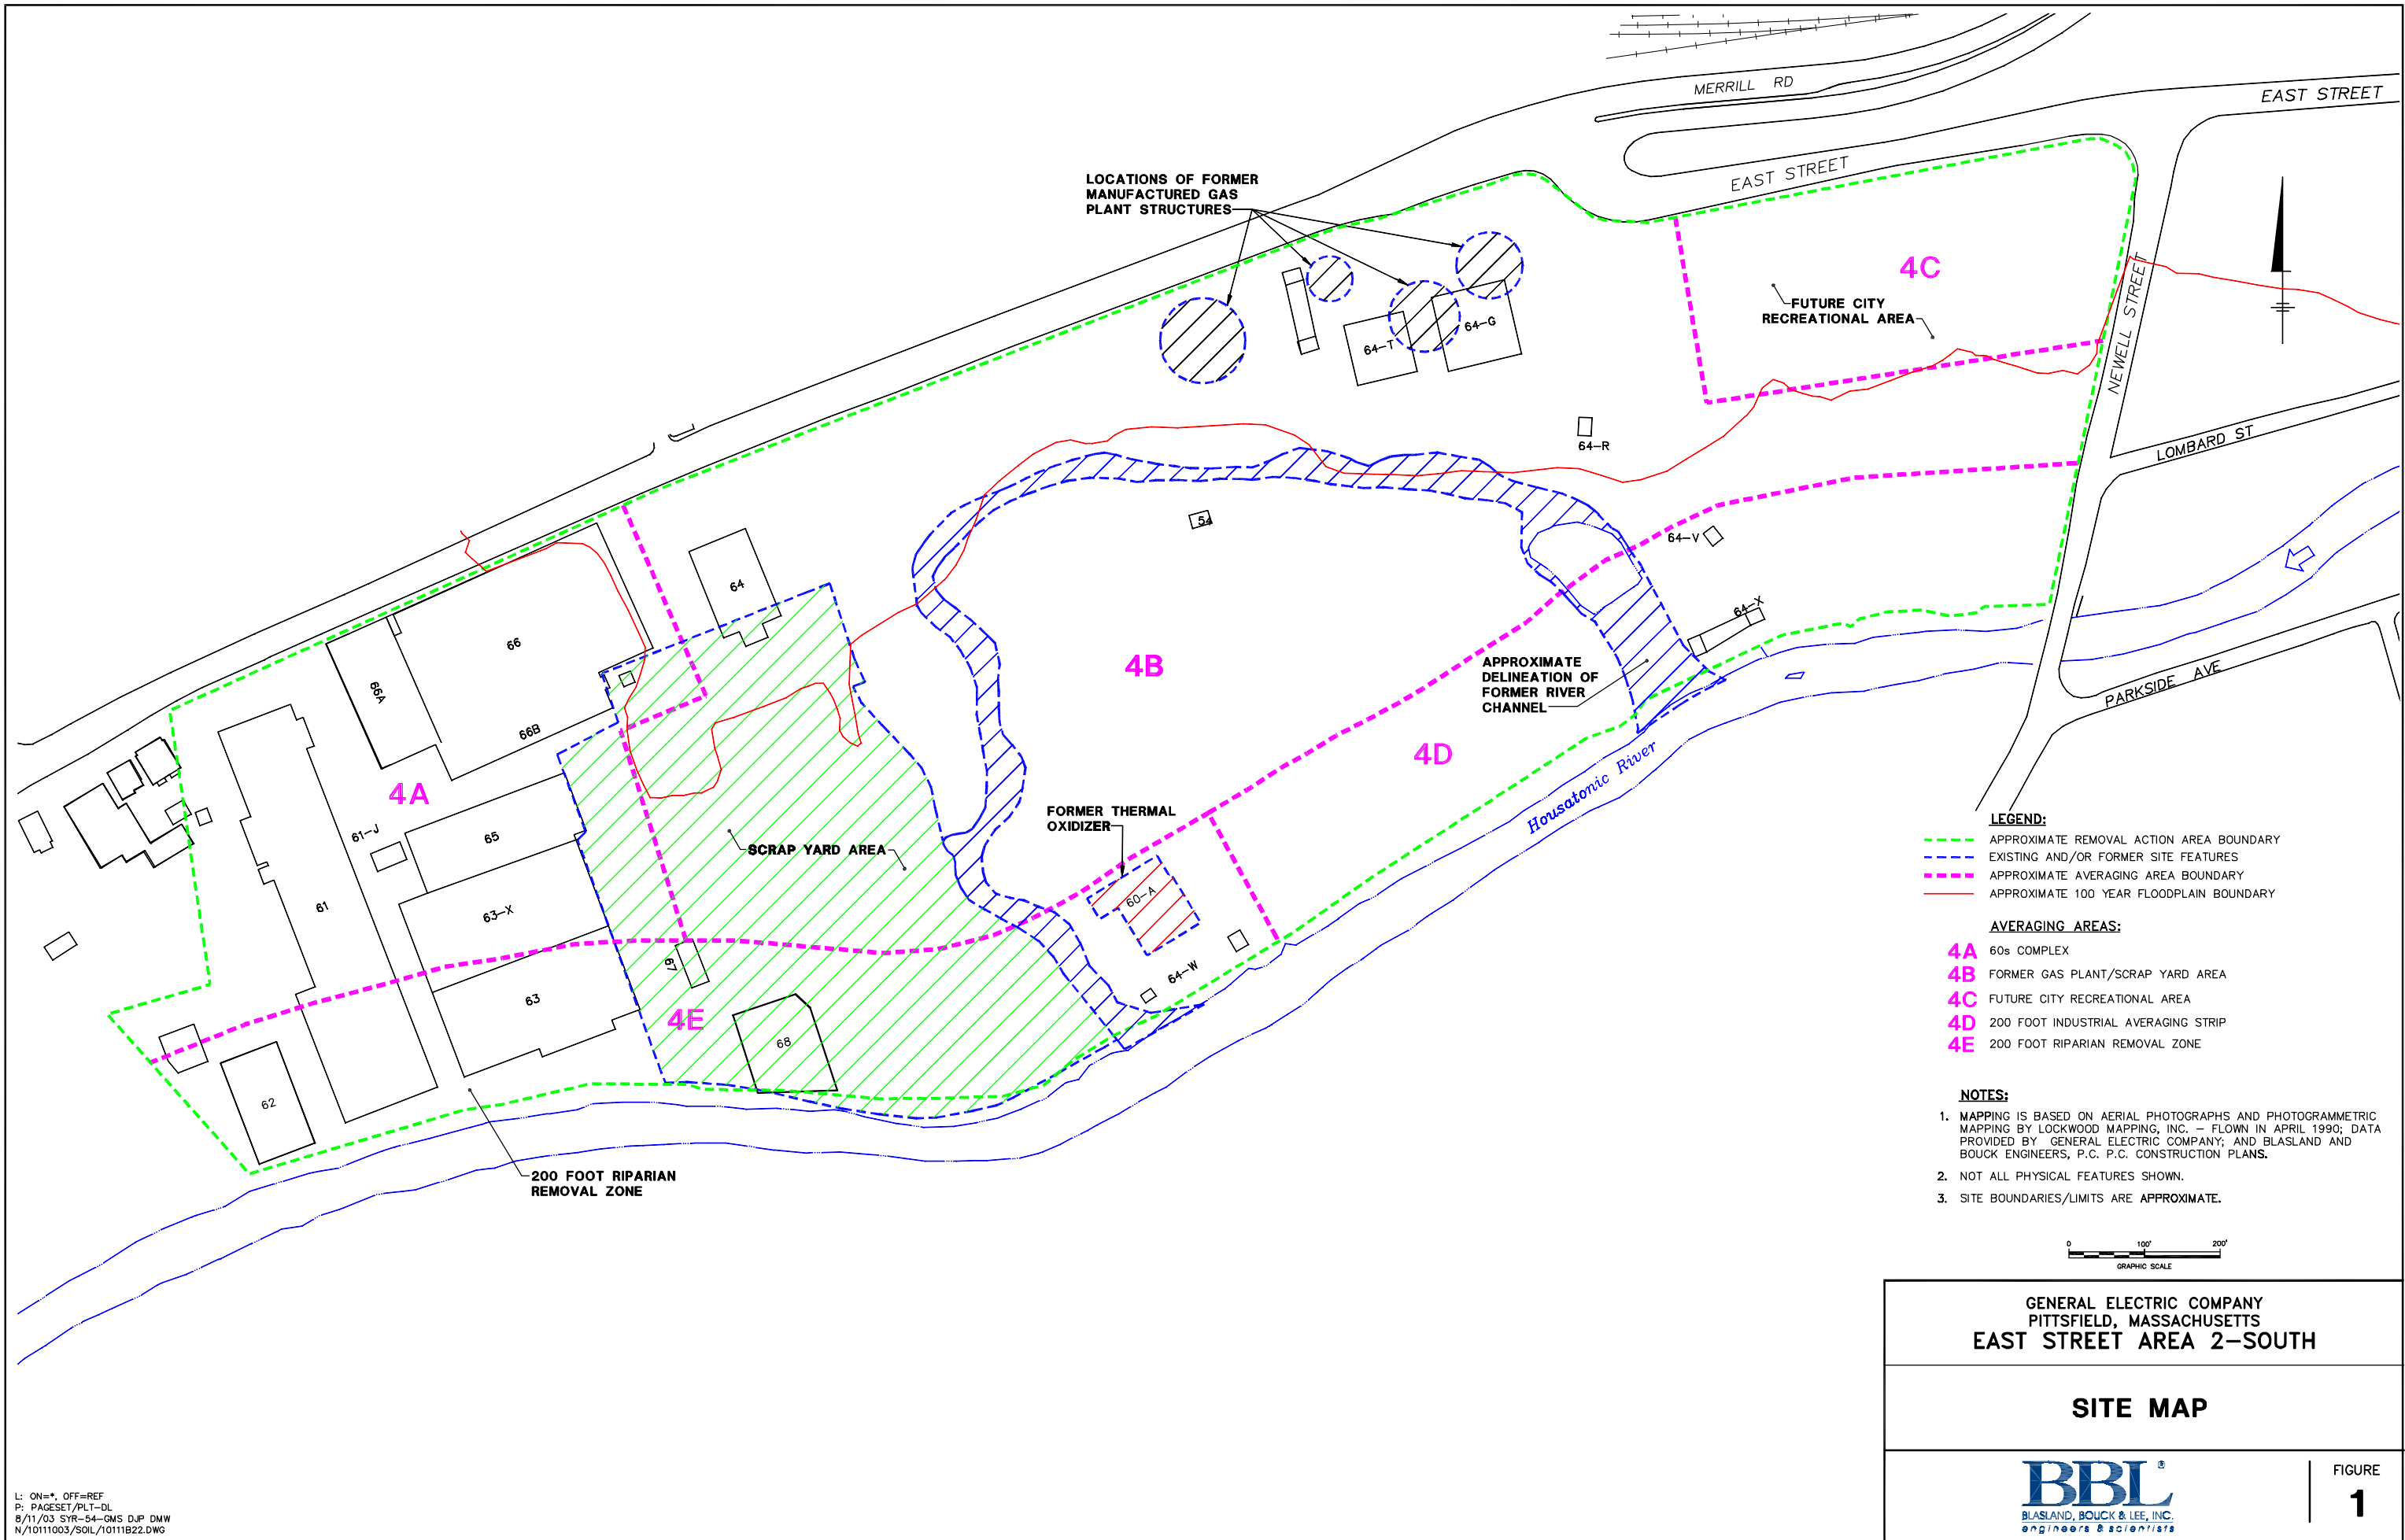 MERRILL RD
EAST STREET
EAST STREET
LOCATIONS OF FORMER
MANUFACTURED GAS
PLANT STRUCTURES
4C
FUTURE CITY
RECREATIONAL AREA
NEWELL STREET
64-G
64-T
64-R
LOMBARD ST
54
64-V
64
64-X
66
66A
66B
4B
APPROXIMATE
DELINEATION OF
FORMER RIVER
CHANNEL
PARKSIDE AVE
4D
Housatonic River
4A
61-J
65
FORMER THERMAL
OXIDIZER
SCRAP YARD AREA
60-A
61
63-X
67
64-W
63
4E
68
62
200 FOOT RIPARIAN
REMOVAL ZONE
LEGEND:
APPROXIMATE REMOVAL ACTION AREA BOUNDARY
EXISTING AND/OR FORMER SITE FEATURES
APPROXIMATE AVERAGING AREA BOUNDARY
APPROXIMATE 100 YEAR FLOODPLAIN BOUNDARY
AVERAGING AREAS:
4A 60s COMPLEX
4B FORMER GAS PLANT/SCRAP YARD AREA
4C FUTURE CITY RECREATIONAL AREA
4D 200 FOOT INDUSTRIAL AVERAGING STRIP
4E 200 FOOT RIPARIAN REMOVAL ZONE
NOTES:
1. MAPPING IS BASED ON AERIAL PHOTOGRAPHS AND PHOTOGRAMMETRIC
MAPPING BY LOCKWOOD MAPPING, INC. - FLOWN IN APRIL 1990; DATA
PROVIDED BY GENERAL ELECTRIC COMPANY; AND BLASLAND AND
BOUCK ENGINEERS, P.C. P.C. CONSTRUCTION PLANS.
2. NOT ALL PHYSICAL FEATURES SHOWN.
3. SITE BOUNDARIES/LIMITS ARE APPROXIMATE.
0 100' 200'
GRAPHIC SCALE
GENERAL ELECTRIC COMPANY
PITTSFIELD, MASSACHUSETTS
EAST STREET AREA 2-SOUTH
SITE MAP
BBL®
BLASLAND, BOUCK & LEE, INC.
engineers & scientists
FIGURE
1
L: ON=*, OFF=REF
P: PAGESET/PLT-DL
8/11/03 SYR-54-GMS DJP DMW
N/10111003/SOIL/10111B22.DWG